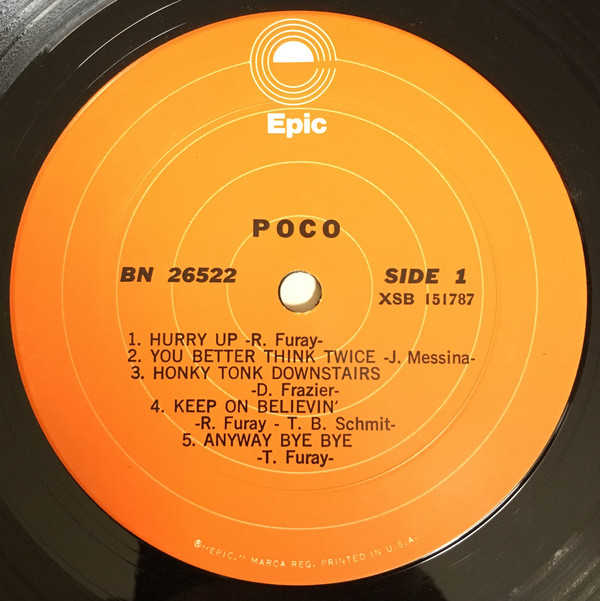 Epic
POCO
BN 26522 SIDE 1
XSB 151787
1. HURRY UP -R. Furay-
2. YOU BETTER THINK TWICE -J. Messina-
3. HONKY TONK DOWNSTAIRS
-D. Frazier-
4. KEEP ON BELIEVIN'
-R. Furay - T. B. Schmit-
5. ANYWAY BYE BYE
-T. Furay-
®"EPIC," MARCA REG. PRINTED IN U.S.A.